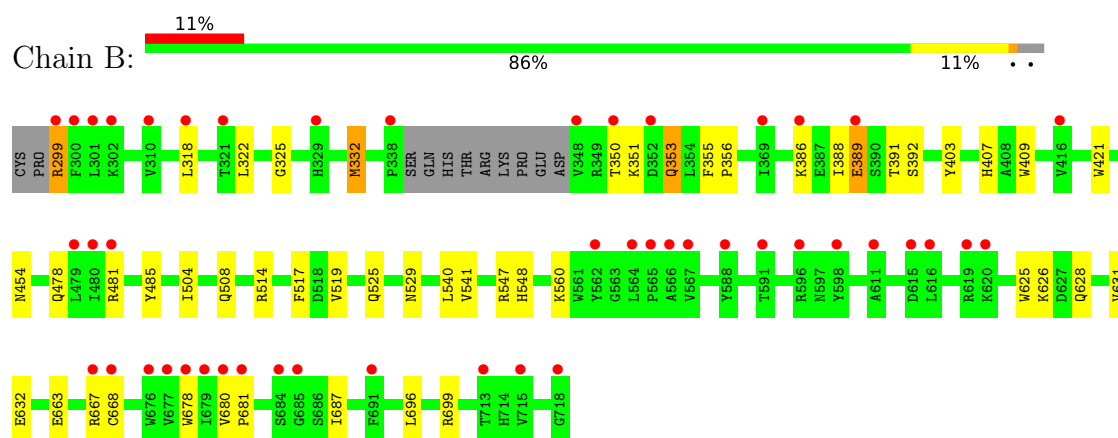 11%
Chain B:
86% 11% • •
CYS PRO R299 F300 L301 K302 V310 L318 T321 L322 G325 H329 M332 P338 SER GLN HIS THR ARG LYS PRO GLU ASP V348 R349 T350 K351 D352 Q353 L354 F355 P356 I369 K386 E387 I388 E389 S390 T391 S392 Y403 H407 A408 W409 V416 W421
N454 Q478 L479 I480 R481 Y485 I504 Q508 R514 F517 D518 V519 Q525 N529 L540 V541 R547 H548 K560 W561 Y562 G563 L564 P565 A566 V567 Y588 T591 R596 N597 Y598 A611 D615 L616 R619 K620 W625 K626 D627 Q628
E632 E663 R667 C668 W676 V677 W678 I679 V680 P681 S684 G685 S686 I687 F691 L696 R699 T713 H714 V715 G718